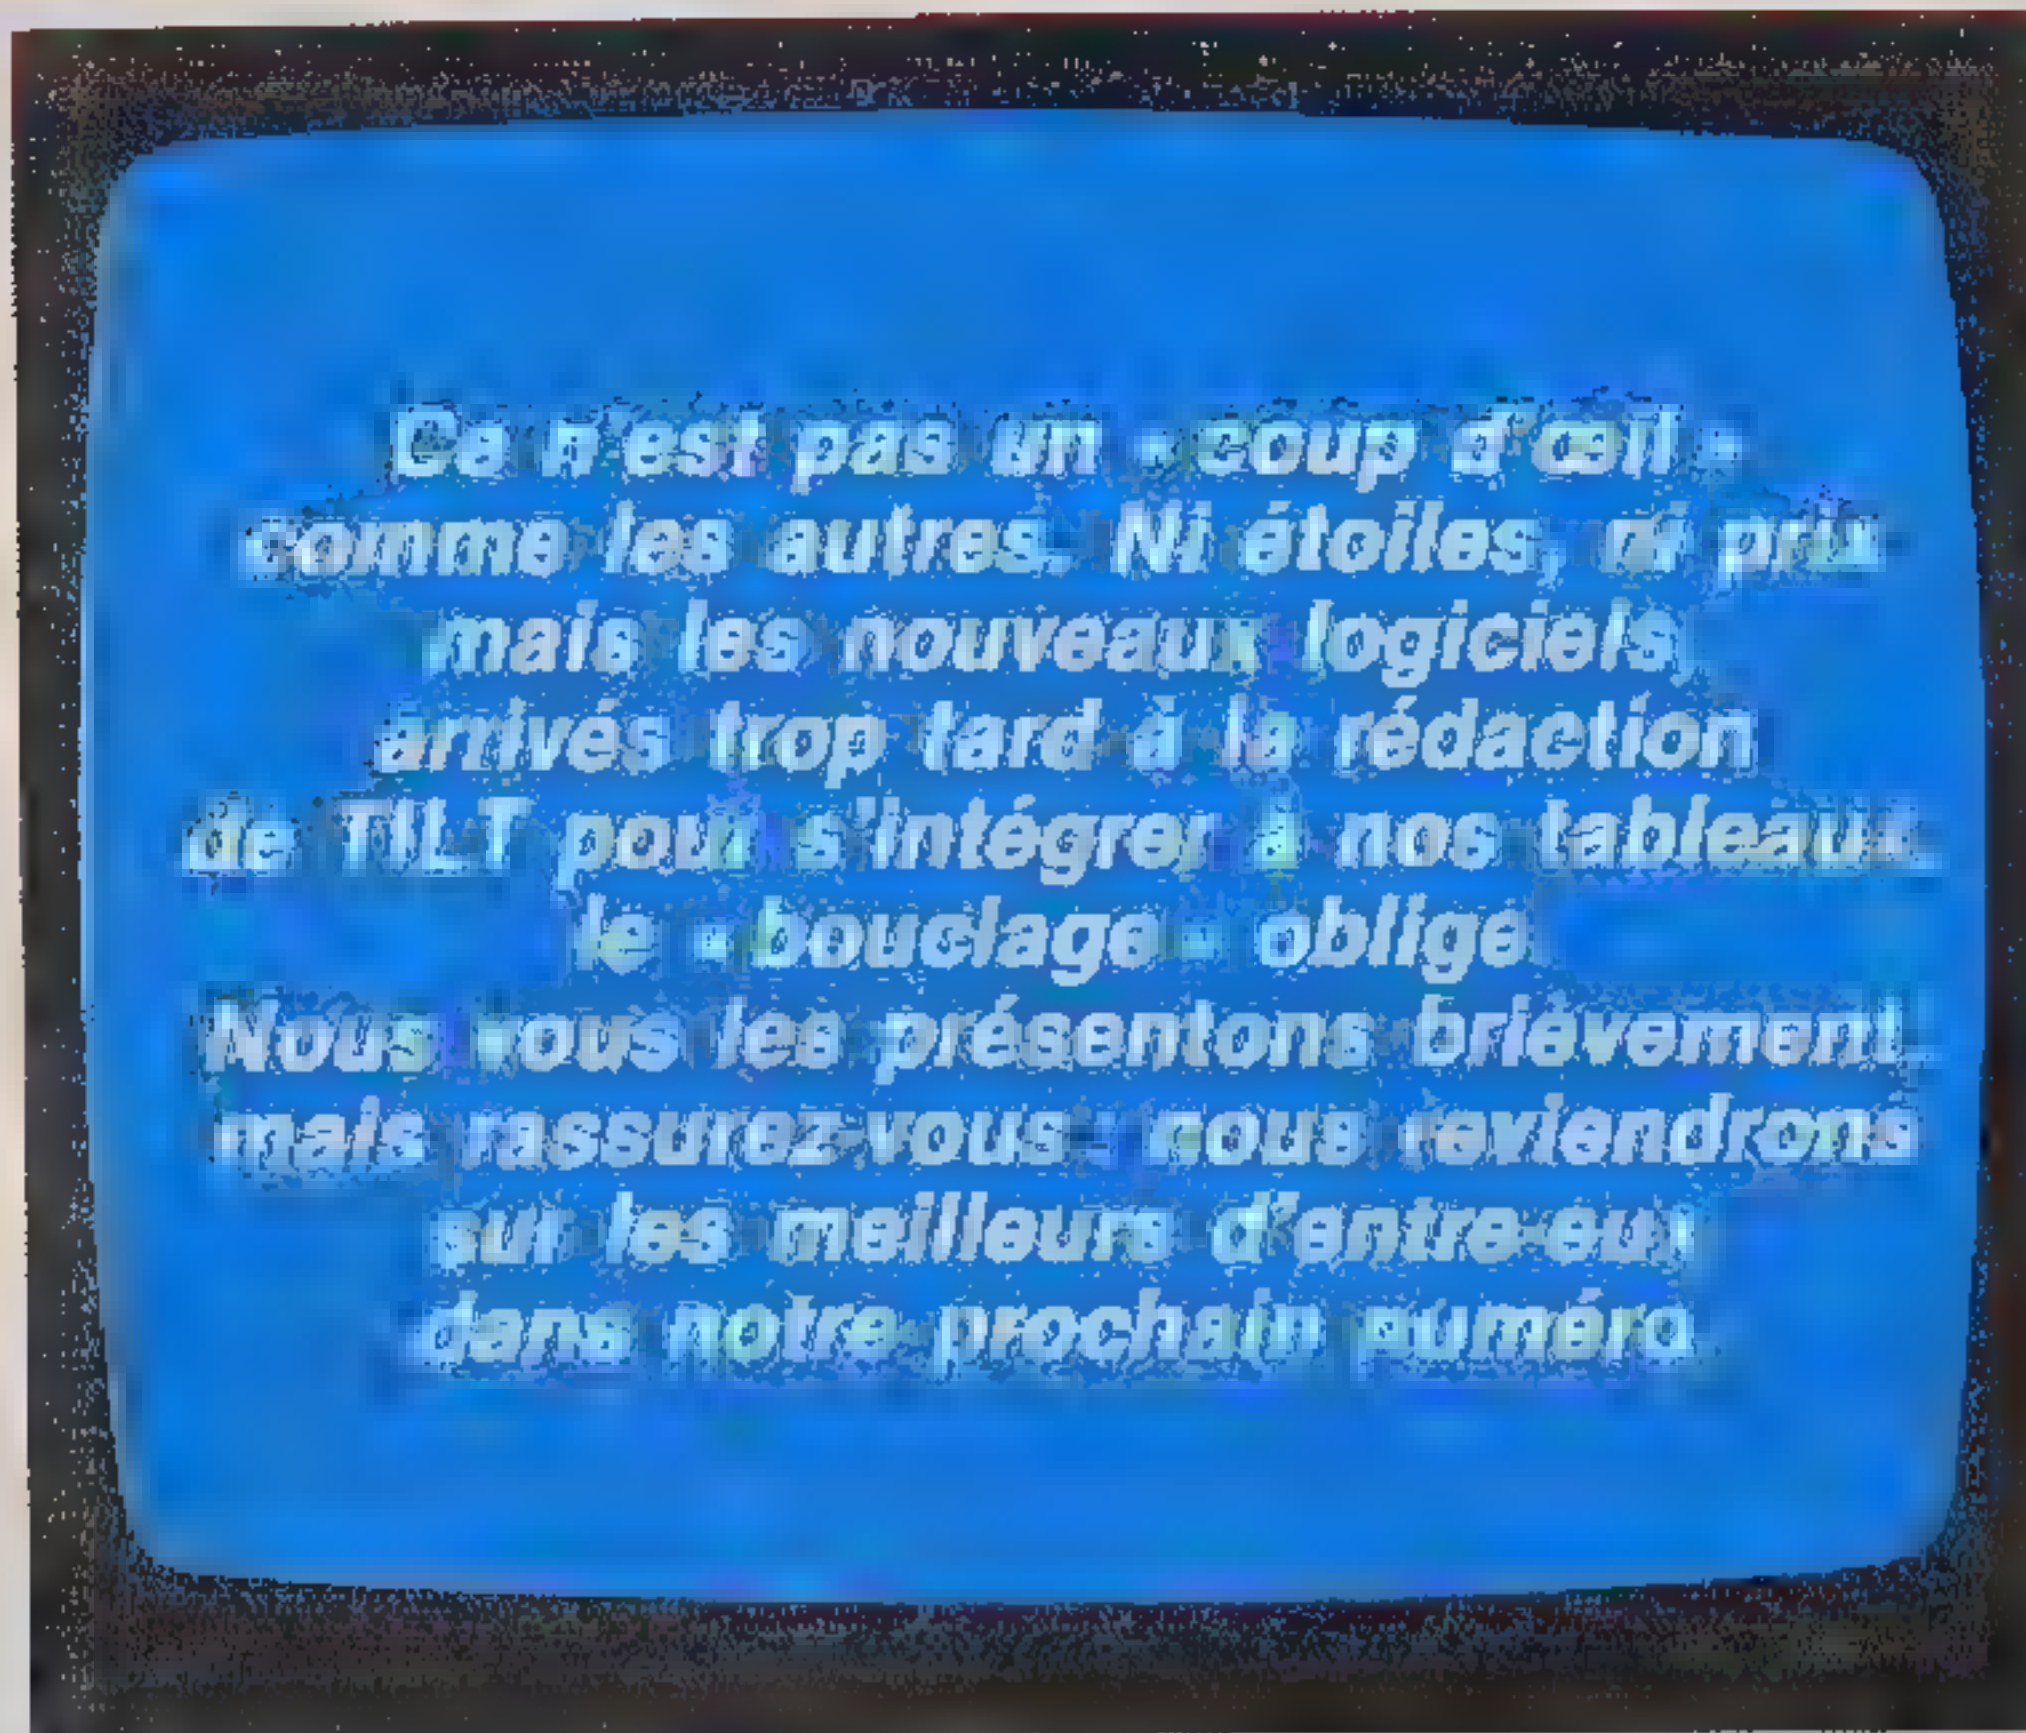 Ça n'est pas un « coup d'œil »
comme les autres. Ni étoiles, ni prix
mais les nouveaux logiciels,
arrivés trop tard à la rédaction
de TILT pour s'intégrer à nos tableaux
le « bouclage » oblige.
Nous vous les présentons brièvement,
mais rassurez-vous : nous reviendrons
sur les meilleurs d'entre-eux
dans notre prochain numéro.